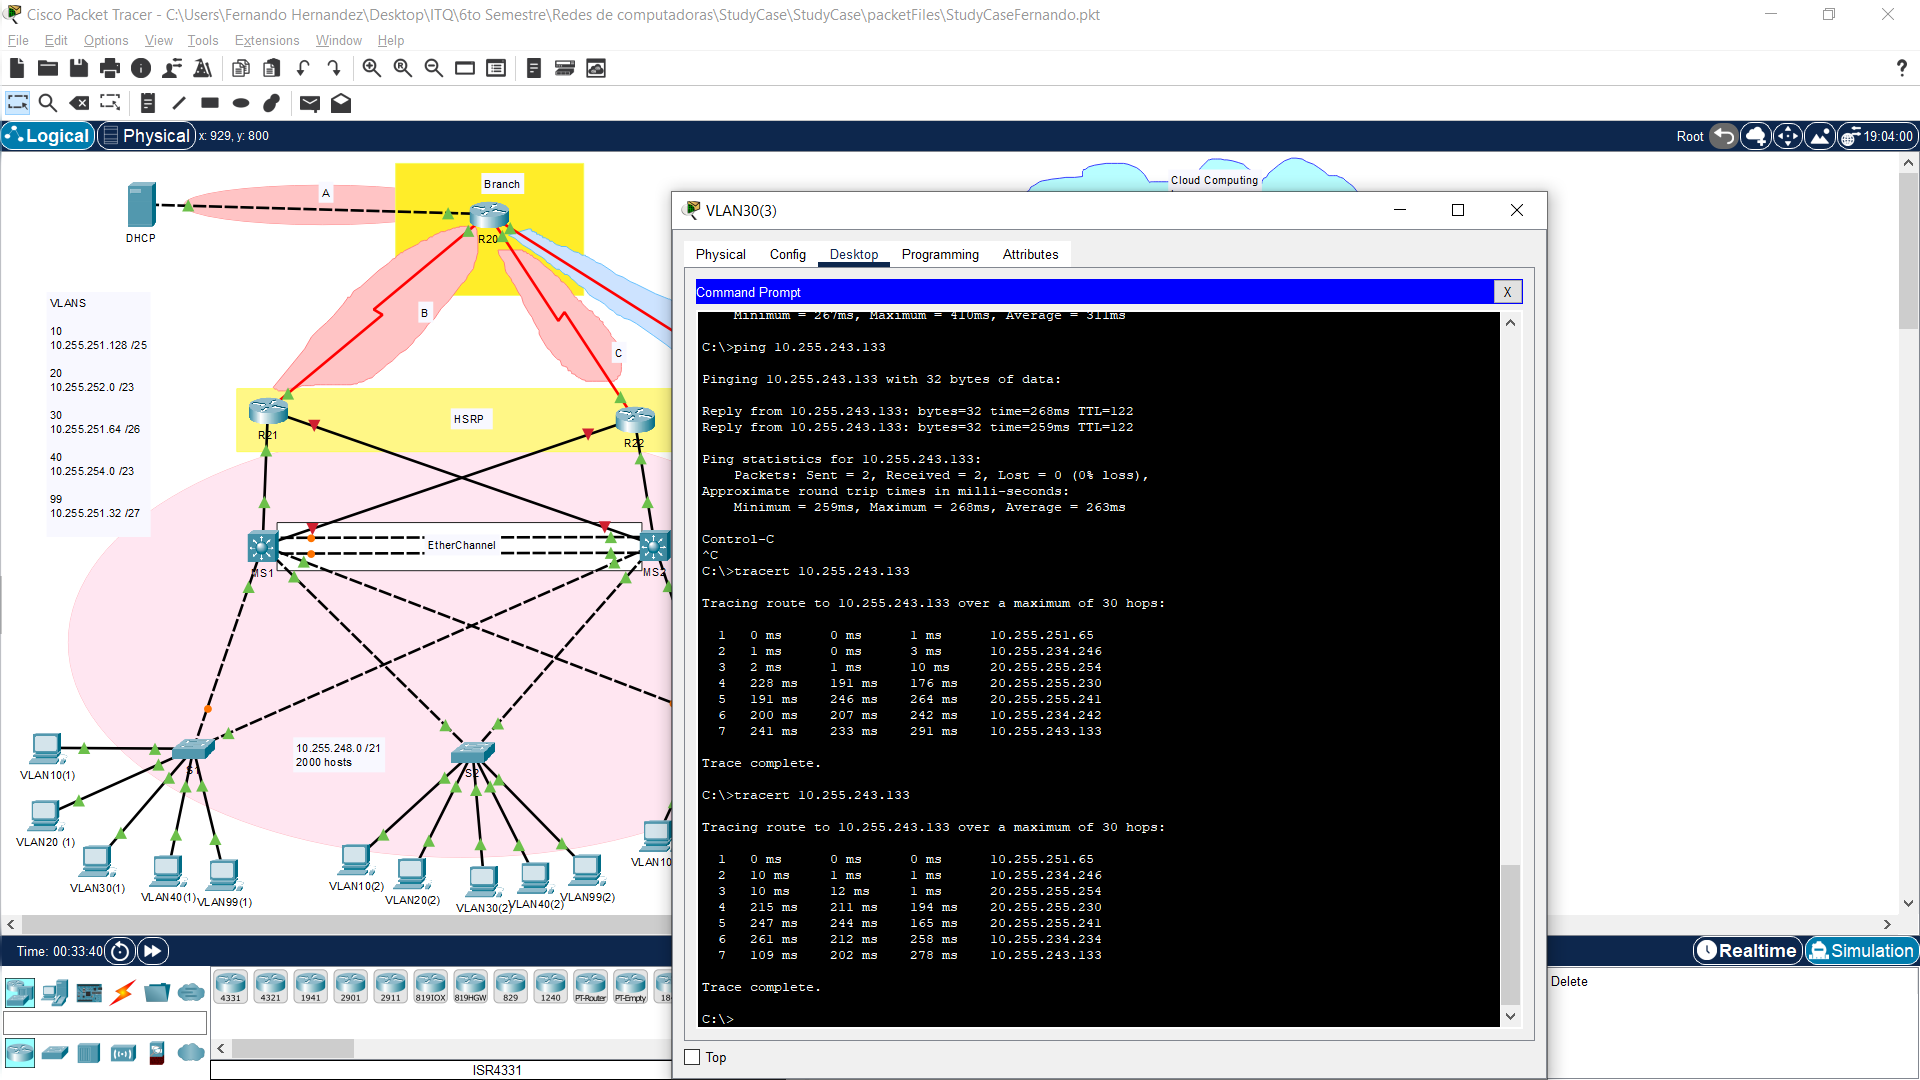 Cisco Packet Tracer - C:\Users\Fernando Hernandez\Desktop\ITQ\6to Semestre\Redes de computadoras\StudyCase\StudyCase\packetFiles\StudyCaseFernando.pkt
File Edit Options View Tools Extensions Window Help
?
Logical Physical x: 929, y: 800
Root 19:04:00
A
Branch
Cloud Computing
DHCP
R20
B
C
VLANS
10
10.255.251.128 /25
20
10.255.252.0 /23
30
10.255.251.64 /26
40
10.255.254.0 /23
99
10.255.251.32 /27
HSRP
R21
R22
EtherChannel
MS1
MS2
10.255.248.0 /21
2000 hosts
S1
S2
VLAN10(1)
VLAN20 (1)
VLAN30(1)
VLAN40(1)
VLAN99(1)
VLAN10(2)
VLAN20(2)
VLAN30(2)
VLAN40(2)
VLAN99(2)
VLAN10
VLAN30(3)
Physical Config Desktop Programming Attributes
Command Prompt
X
Minimum = 267ms, Maximum = 410ms, Average = 311ms
C:\>ping 10.255.243.133
Pinging 10.255.243.133 with 32 bytes of data:
Reply from 10.255.243.133: bytes=32 time=268ms TTL=122
Reply from 10.255.243.133: bytes=32 time=259ms TTL=122
Ping statistics for 10.255.243.133:
Packets: Sent = 2, Received = 2, Lost = 0 (0% loss),
Approximate round trip times in milli-seconds:
Minimum = 259ms, Maximum = 268ms, Average = 263ms
Control-C
^C
C:\>tracert 10.255.243.133
Tracing route to 10.255.243.133 over a maximum of 30 hops:
1 0 ms 0 ms 1 ms 10.255.251.65
2 1 ms 0 ms 3 ms 10.255.234.246
3 2 ms 1 ms 10 ms 20.255.255.254
4 228 ms 191 ms 176 ms 20.255.255.230
5 191 ms 246 ms 264 ms 20.255.255.241
6 200 ms 207 ms 242 ms 10.255.234.242
7 241 ms 233 ms 291 ms 10.255.243.133
Trace complete.
C:\>tracert 10.255.243.133
Tracing route to 10.255.243.133 over a maximum of 30 hops:
1 0 ms 0 ms 0 ms 10.255.251.65
2 10 ms 1 ms 1 ms 10.255.234.246
3 10 ms 12 ms 1 ms 20.255.255.254
4 215 ms 211 ms 194 ms 20.255.255.230
5 247 ms 244 ms 165 ms 20.255.255.241
6 261 ms 212 ms 258 ms 10.255.234.234
7 109 ms 202 ms 278 ms 10.255.243.133
Trace complete.
C:\>
Top
Time: 00:33:40
Realtime Simulation
4331 4321 1941 2901 2911 819IOX 819HGW 829 1240 PT-Router PT-Empty 18
ISR4331
Delete